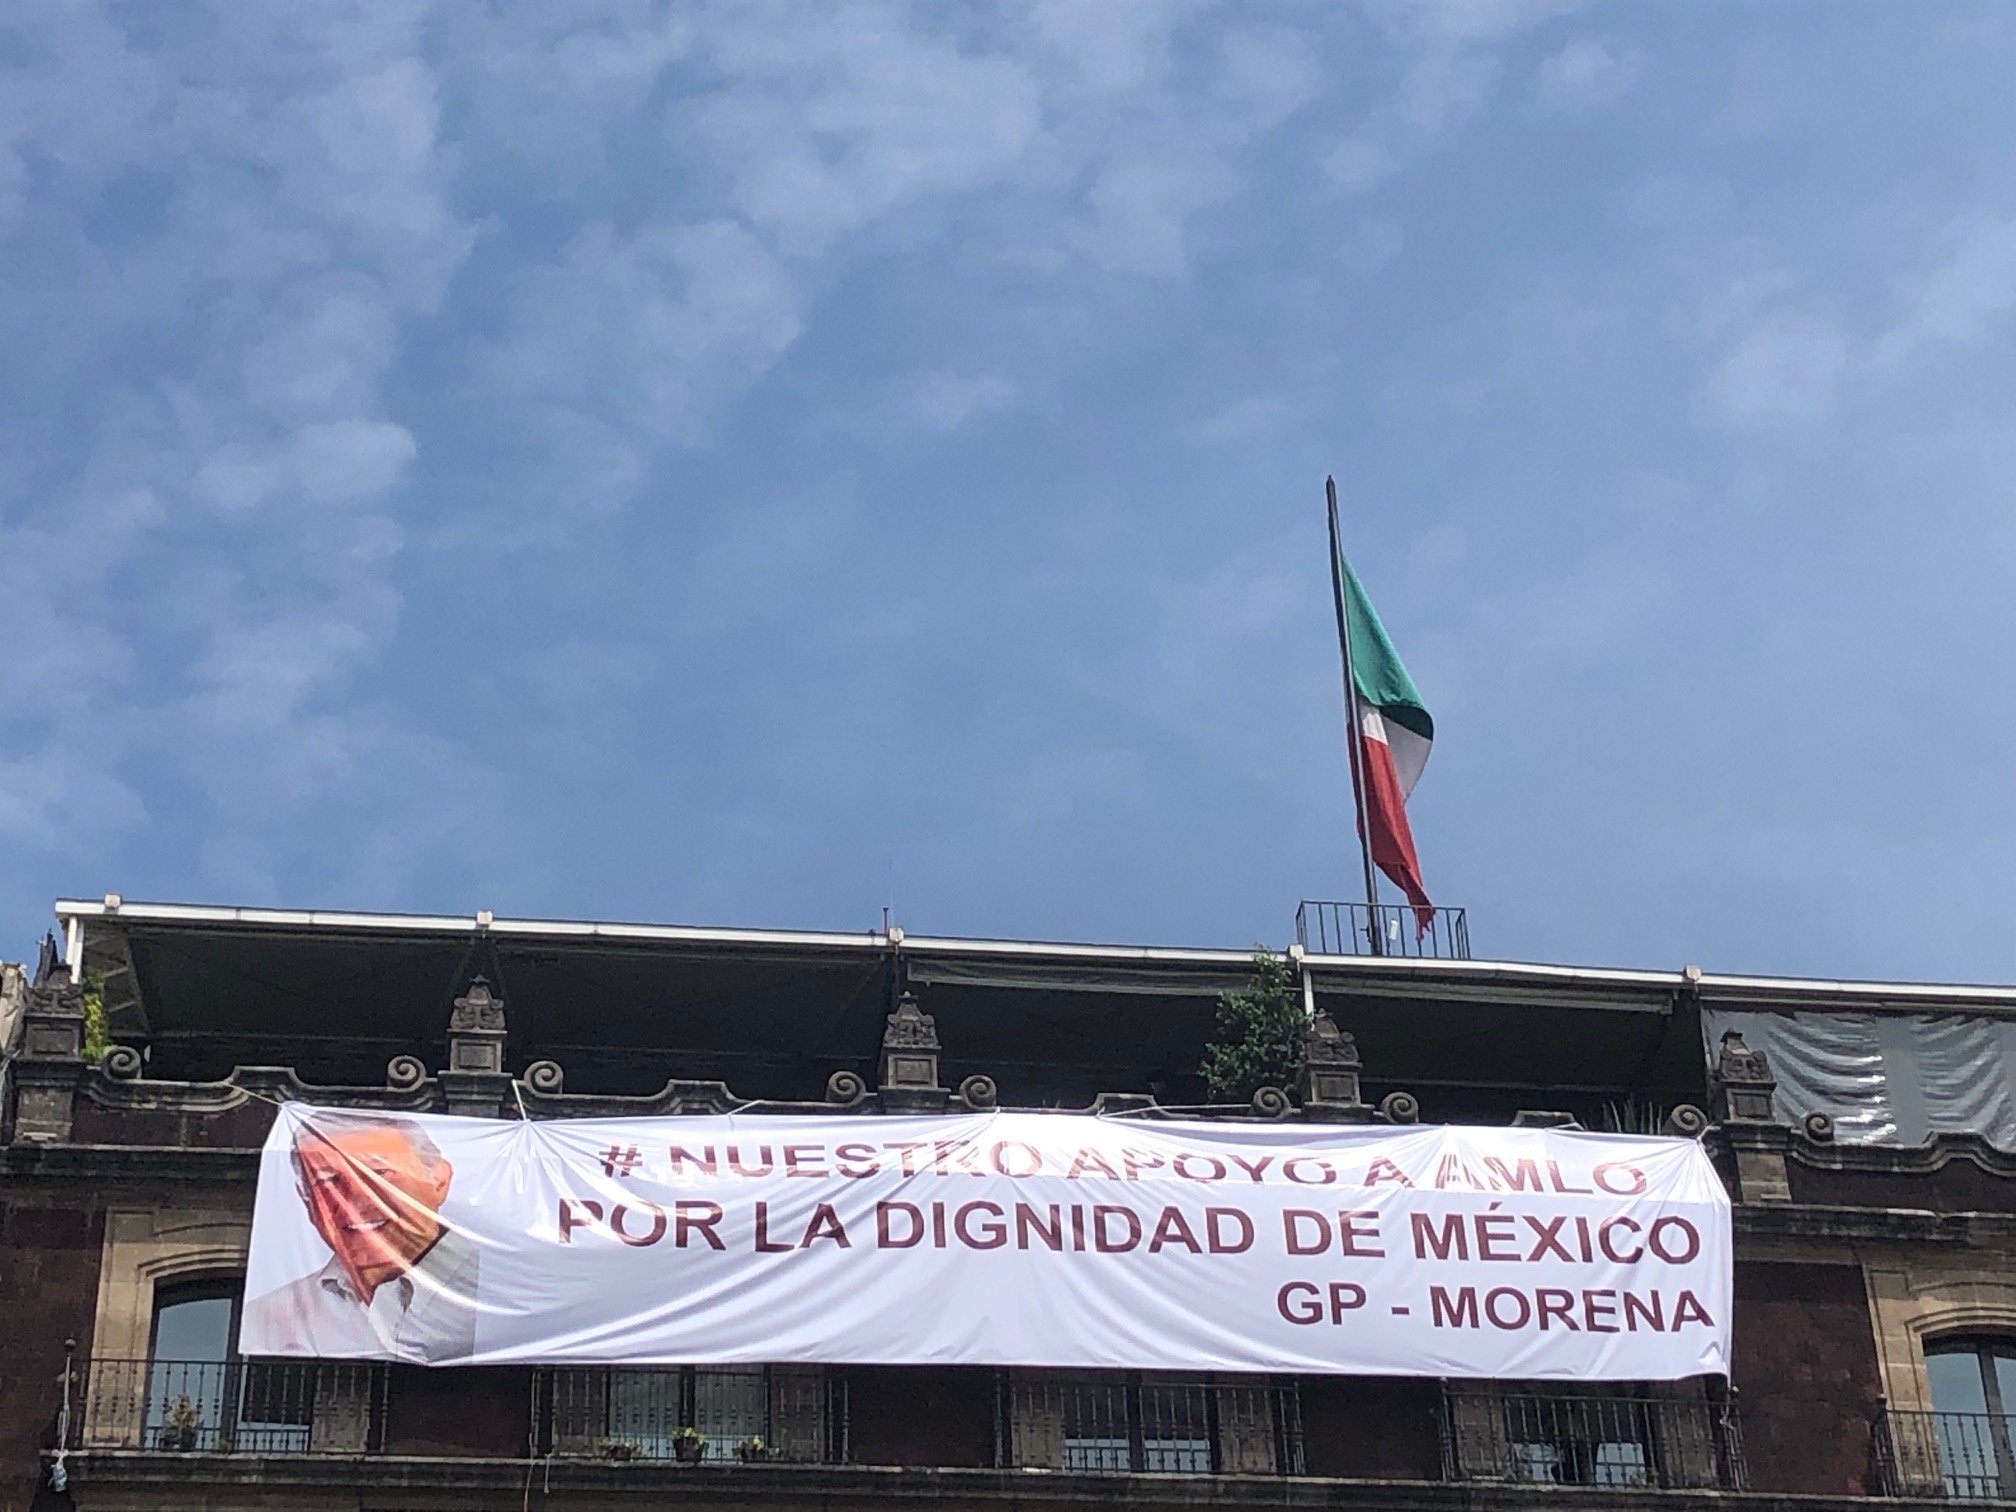 # NUESTRO APOYO A AMLO
POR LA DIGNIDAD DE MÉXICO
GP - MORENA